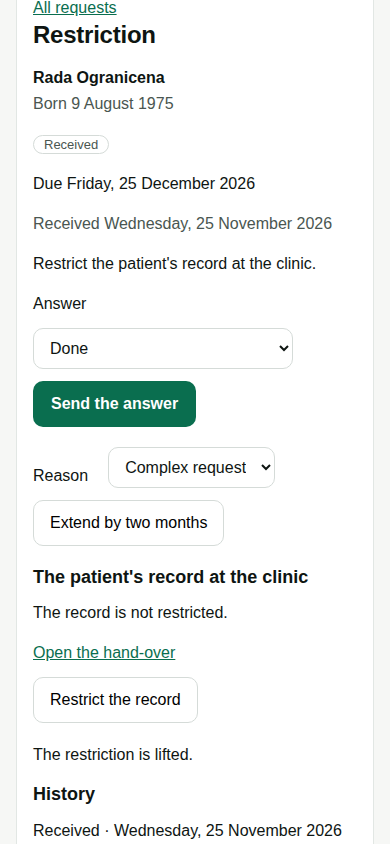 All requests
Restriction
Rada Ogranicena
Born 9 August 1975
Received
Due Friday, 25 December 2026
Received Wednesday, 25 November 2026
Restrict the patient's record at the clinic.
Answer
Done
Send the answer
Reason Complex request
Extend by two months
The patient's record at the clinic
The record is not restricted.
Open the hand-over
Restrict the record
The restriction is lifted.
History
Received · Wednesday, 25 November 2026